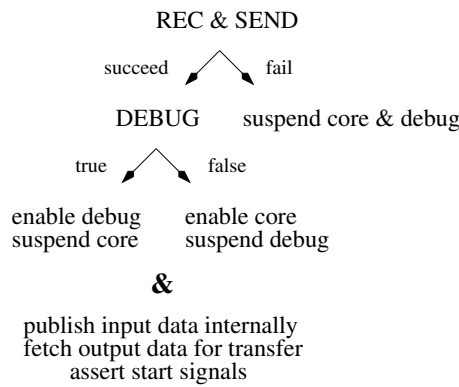 REC & SEND
succeed
fail
DEBUG
suspend core & debug
true
false
enable debug
suspend core
enable core
suspend debug
&
publish input data internally
fetch output data for transfer
assert start signals